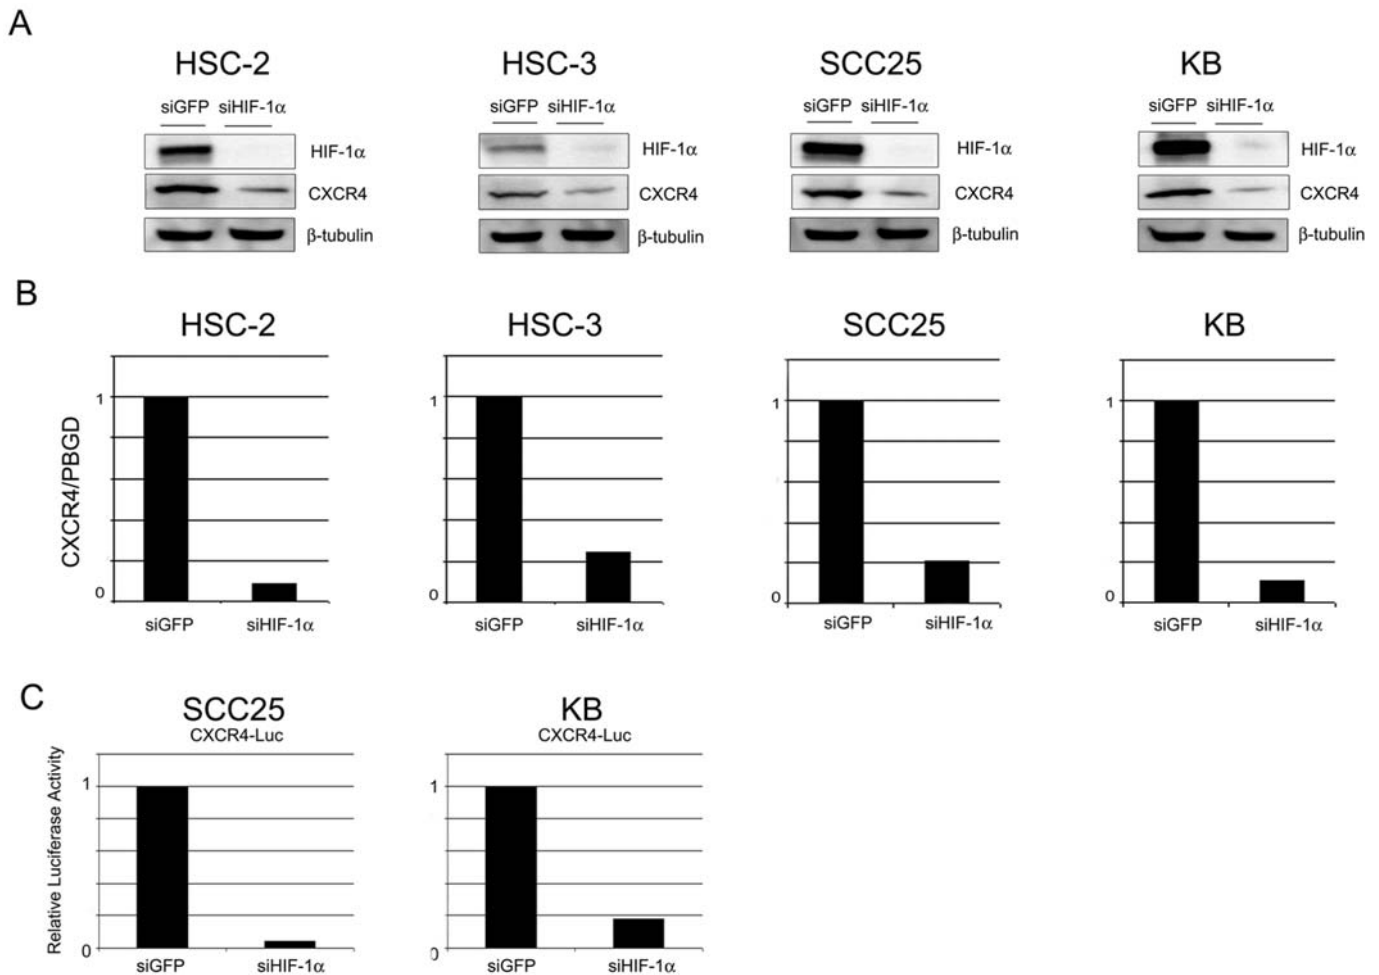 A
HSC-2 HSC-3 SCC25 KB
siGFP siHIF-1α siGFP siHIF-1α siGFP siHIF-1α siGFP siHIF-1α
HIF-1α HIF-1α HIF-1α HIF-1α
CXCR4 CXCR4 CXCR4 CXCR4
β-tubulin β-tubulin β-tubulin β-tubulin
B
HSC-2 HSC-3 SCC25 KB
CXCR4/PBGD
1 1 1 1
0 0 0 0
siGFP siHIF-1α siGFP siHIF-1α siGFP siHIF-1α siGFP siHIF-1α
C
SCC25 KB
CXCR4-Luc CXCR4-Luc
Relative Luciferase Activity
1 1
0 0
siGFP siHIF-1α siGFP siHIF-1α